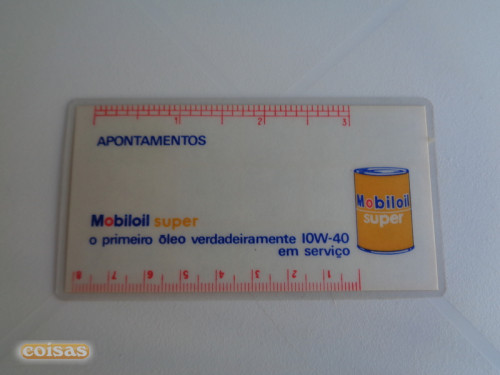 1 2 3
APONTAMENTOS
Mobiloil
super
Mobiloil super
o primeiro óleo verdadeiramente 10W-40
em serviço
8 7 6 5 4 3 2 1
coisas